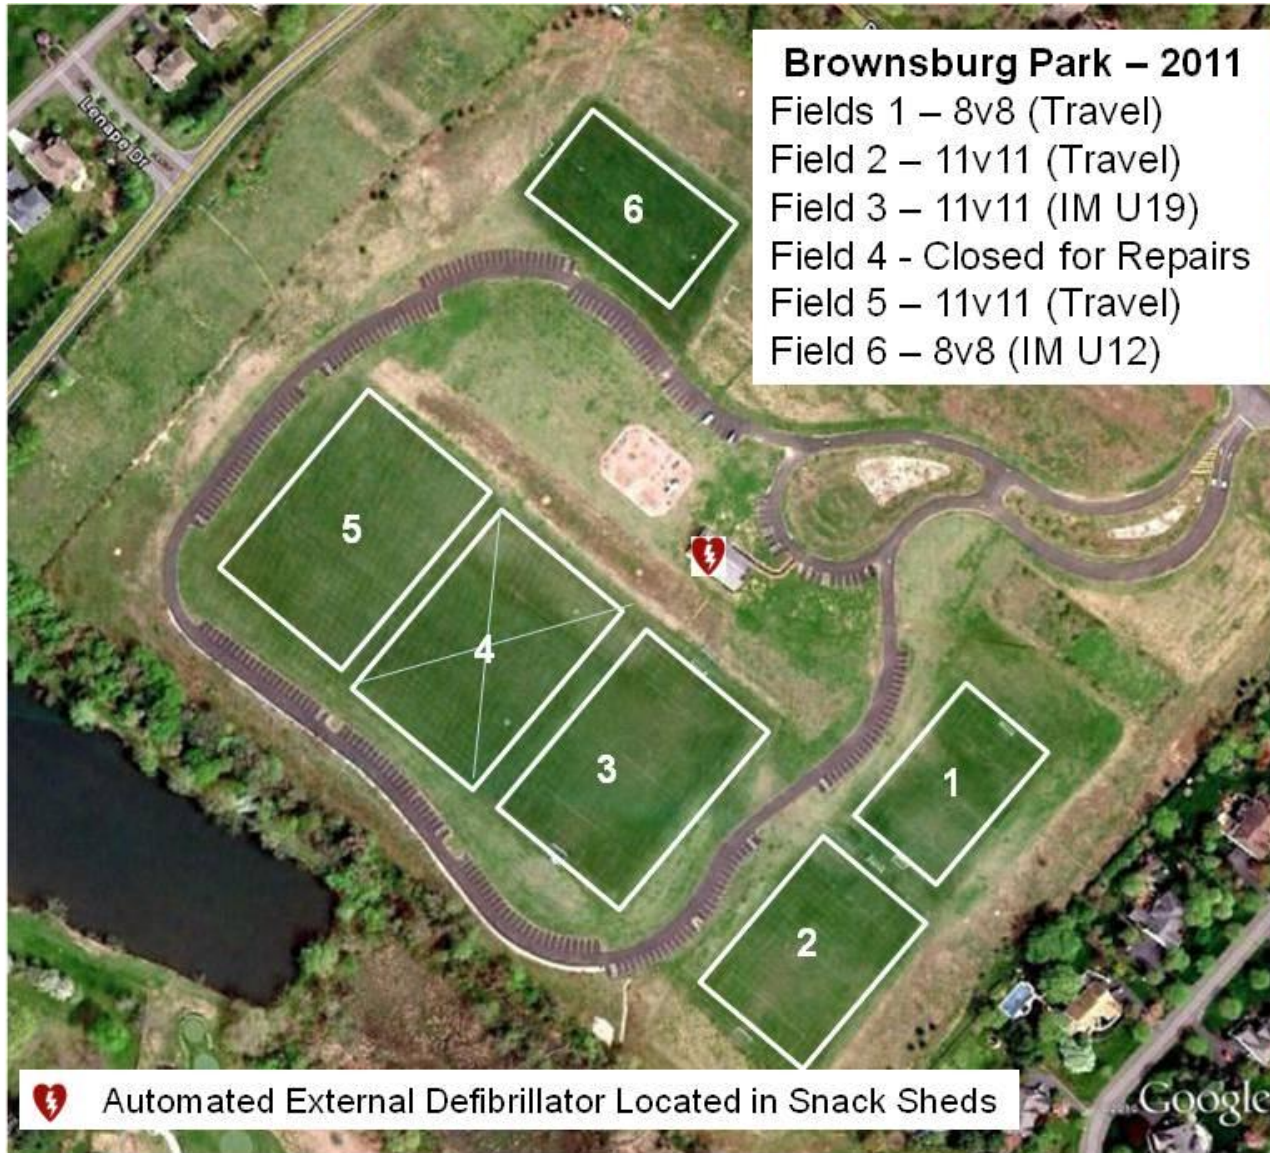 Brownsburg Park – 2011
Fields 1 – 8v8 (Travel)
Field 2 – 11v11 (Travel)
Field 3 – 11v11 (IM U19)
Field 4 - Closed for Repairs
Field 5 – 11v11 (Travel)
Field 6 – 8v8 (IM U12)
Lenape Dr
6
5
4
3
1
2
Automated External Defibrillator Located in Snack Sheds
Google